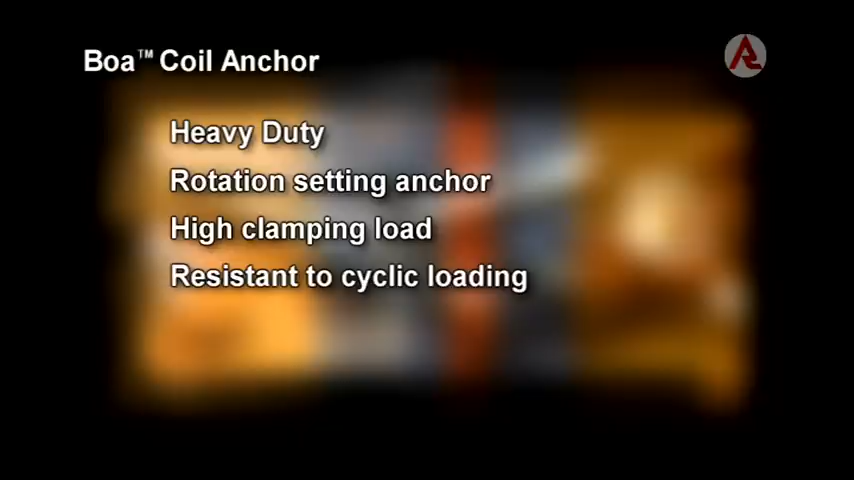 Boa™ Coil Anchor
Heavy Duty
Rotation setting anchor
High clamping load
Resistant to cyclic loading